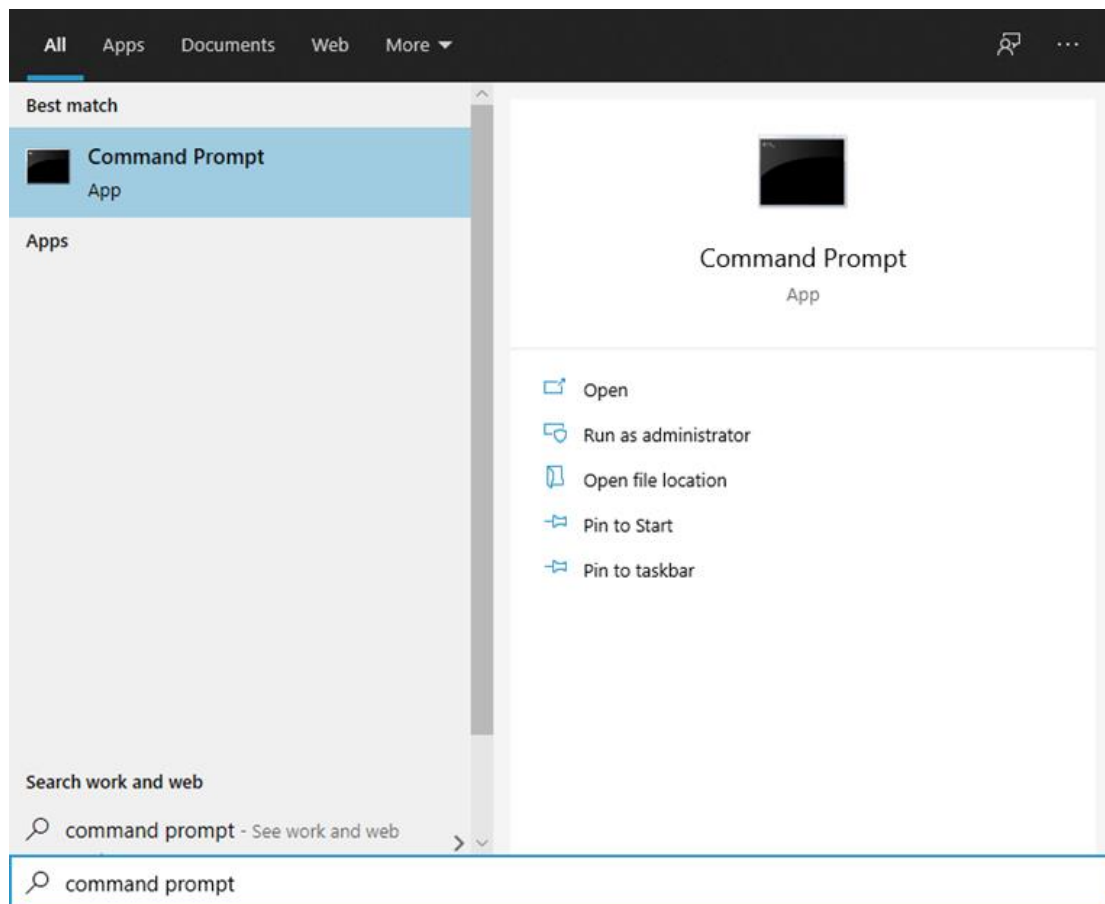 All Apps Documents Web More
Best match
Command Prompt
App
Apps
Search work and web
command prompt - See work and web
Command Prompt
App
Open
Run as administrator
Open file location
Pin to Start
Pin to taskbar
command prompt